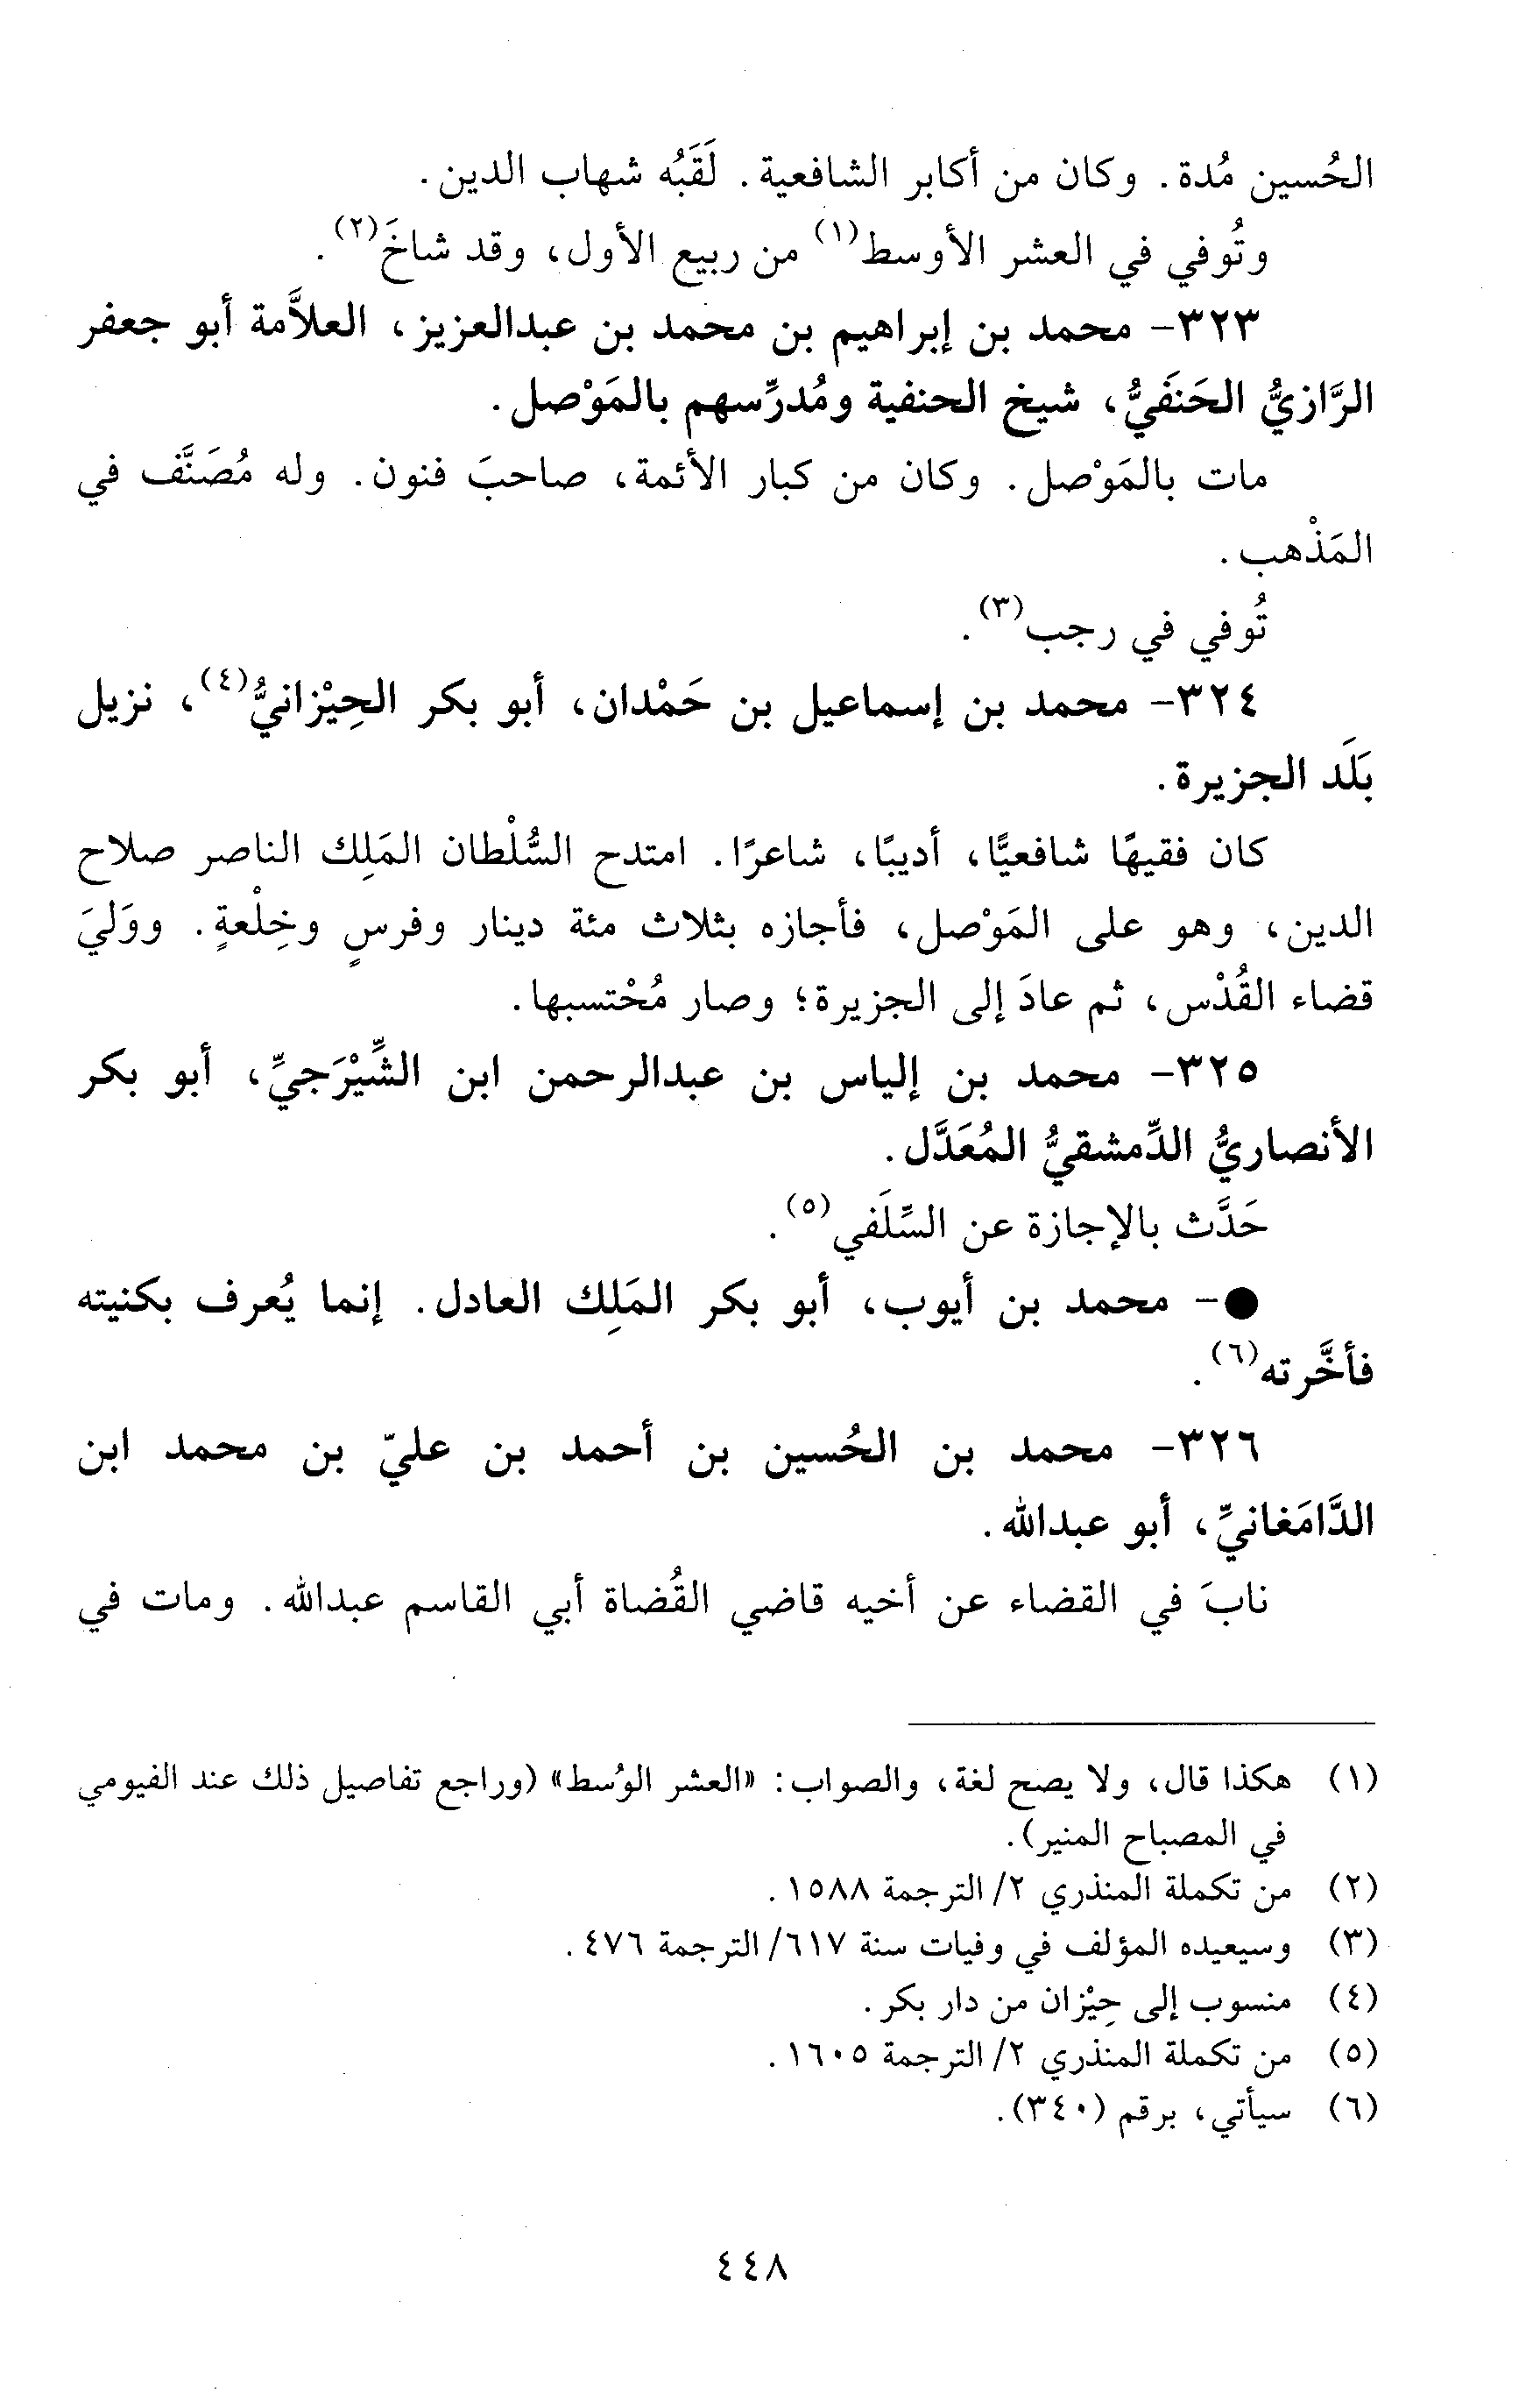 الحُسين مُدة. وكان من أكابر الشافعية. لَقَبُه شهاب الدين.
وتُوفي في العشر الأوسط(١) من ربيع الأول، وقد شاخَ(٢).
٣٢٣- محمد بن إبراهيم بن محمد بن عبدالعزيز، العلاَّمة أبو جعفر
الرَّازيُّ الحَنَفيُّ، شيخ الحنفية ومُدرِّسهم بالمَوْصل.
مات بالمَوْصل. وكان من كبار الأئمة، صاحبَ فنون. وله مُصَنَّف في
المَذْهب.
تُوفي في رجب(٣).
٣٢٤- محمد بن إسماعيل بن حَمْدان، أبو بكر الحِيْزانيُّ(٤)، نزيل
بَلَد الجزيرة.
كان فقيهًا شافعيًّا، أديبًا، شاعرًا. امتدح السُّلْطان المَلِك الناصر صلاح
الدين، وهو على المَوْصل، فأجازه بثلاث مئة دينار وفرسٍ وخِلْعةٍ. ووَليَ
قضاء القُدْس، ثم عادَ إلى الجزيرة؛ وصار مُحْتسبها.
٣٢٥- محمد بن إلياس بن عبدالرحمن ابن الشِّيْرَجيِّ، أبو بكر
الأنصاريُّ الدِّمشقيُّ المُعَدَّل.
حَدَّث بالإجازة عن السِّلَفي(٥).
●- محمد بن أيوب، أبو بكر المَلِك العادل. إنما يُعرف بكنيته
فأخَّرته(٦).
٣٢٦- محمد بن الحُسين بن أحمد بن عليّ بن محمد ابن
الدَّامَغانيِّ، أبو عبدالله.
نابَ في القضاء عن أخيه قاضي القُضاة أبي القاسم عبدالله. ومات في
(١) هكذا قال، ولا يصح لغة، والصواب: «العشر الوُسط» (وراجع تفاصيل ذلك عند الفيومي
في المصباح المنير).
(٢) من تكملة المنذري ٢/ الترجمة ١٥٨٨.
(٣) وسيعيده المؤلف في وفيات سنة ٦١٧/ الترجمة ٤٧٦.
(٤) منسوب إلى حِيْزان من دار بكر.
(٥) من تكملة المنذري ٢/ الترجمة ١٦٠٥.
(٦) سيأتي، برقم (٣٤٠).
٤٤٨